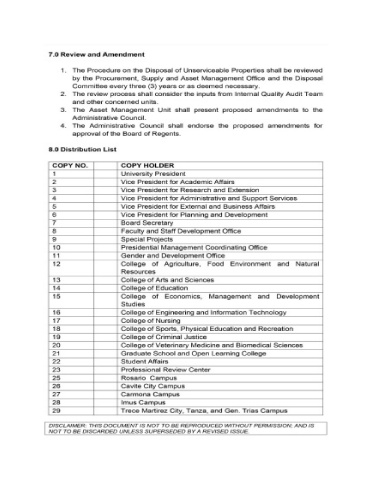 7.0 Review and Amendment
1. The Procedure on the Disposal of Unserviceable Properties shall be reviewed
by the Procurement, Supply and Asset Management Office and the Disposal
Committee every three (3) years or as deemed necessary.
2. The review process shall consider the inputs from Internal Quality Audit Team
and other concerned units.
3. The Asset Management Unit shall present proposed amendments to the
Administrative Council.
4. The Administrative Council shall endorse the proposed amendments for
approval of the Board of Regents.
8.0 Distribution List
COPY NO. COPY HOLDER
1 University President
2 Vice President for Academic Affairs
3 Vice President for Research and Extension
4 Vice President for Administrative and Support Services
5 Vice President for External and Business Affairs
6 Vice President for Planning and Development
7 Board Secretary
8 Faculty and Staff Development Office
9 Special Projects
10 Presidential Management Coordinating Office
11 Gender and Development Office
12 College of Agriculture, Food Environment and Natural
Resources
13 College of Arts and Sciences
14 College of Education
15 College of Economics, Management and Development
Studies
16 College of Engineering and Information Technology
17 College of Nursing
18 College of Sports, Physical Education and Recreation
19 College of Criminal Justice
20 College of Veterinary Medicine and Biomedical Sciences
21 Graduate School and Open Learning College
22 Student Affairs
23 Professional Review Center
25 Rosario Campus
26 Cavite City Campus
27 Carmona Campus
28 Imus Campus
29 Trece Martirez City, Tanza, and Gen. Trias Campus
DISCLAIMER: THIS DOCUMENT IS NOT TO BE REPRODUCED WITHOUT PERMISSION; AND IS
NOT TO BE DISCARDED UNLESS SUPERSEDED BY A REVISED ISSUE.